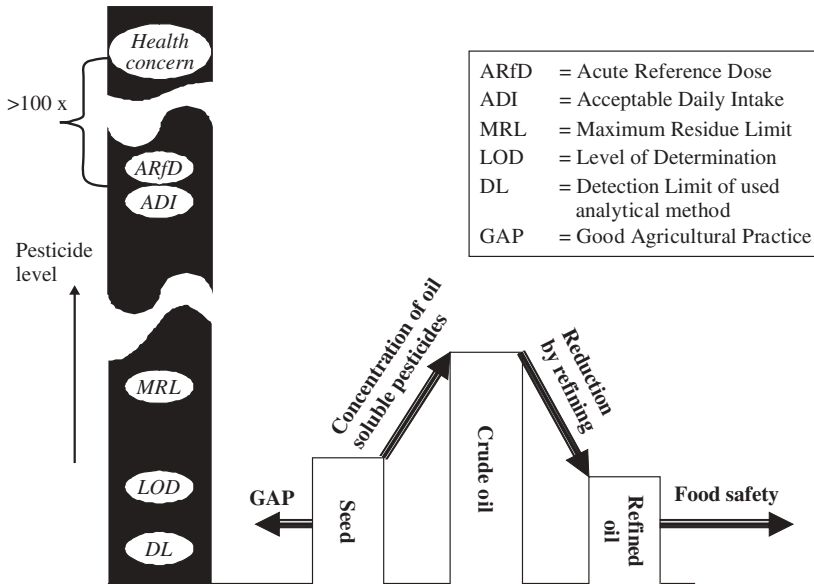 Health
concern
>100 x
ARfD
ADI
Pesticide
level
MRL
LOD
DL
ARfD = Acute Reference Dose
ADI = Acceptable Daily Intake
MRL = Maximum Residue Limit
LOD = Level of Determination
DL = Detection Limit of used
analytical method
GAP = Good Agricultural Practice
Concentration of oil
soluble pesticides
Reduction
by refining
GAP
Seed
Crude oil
Refined
oil
Food safety